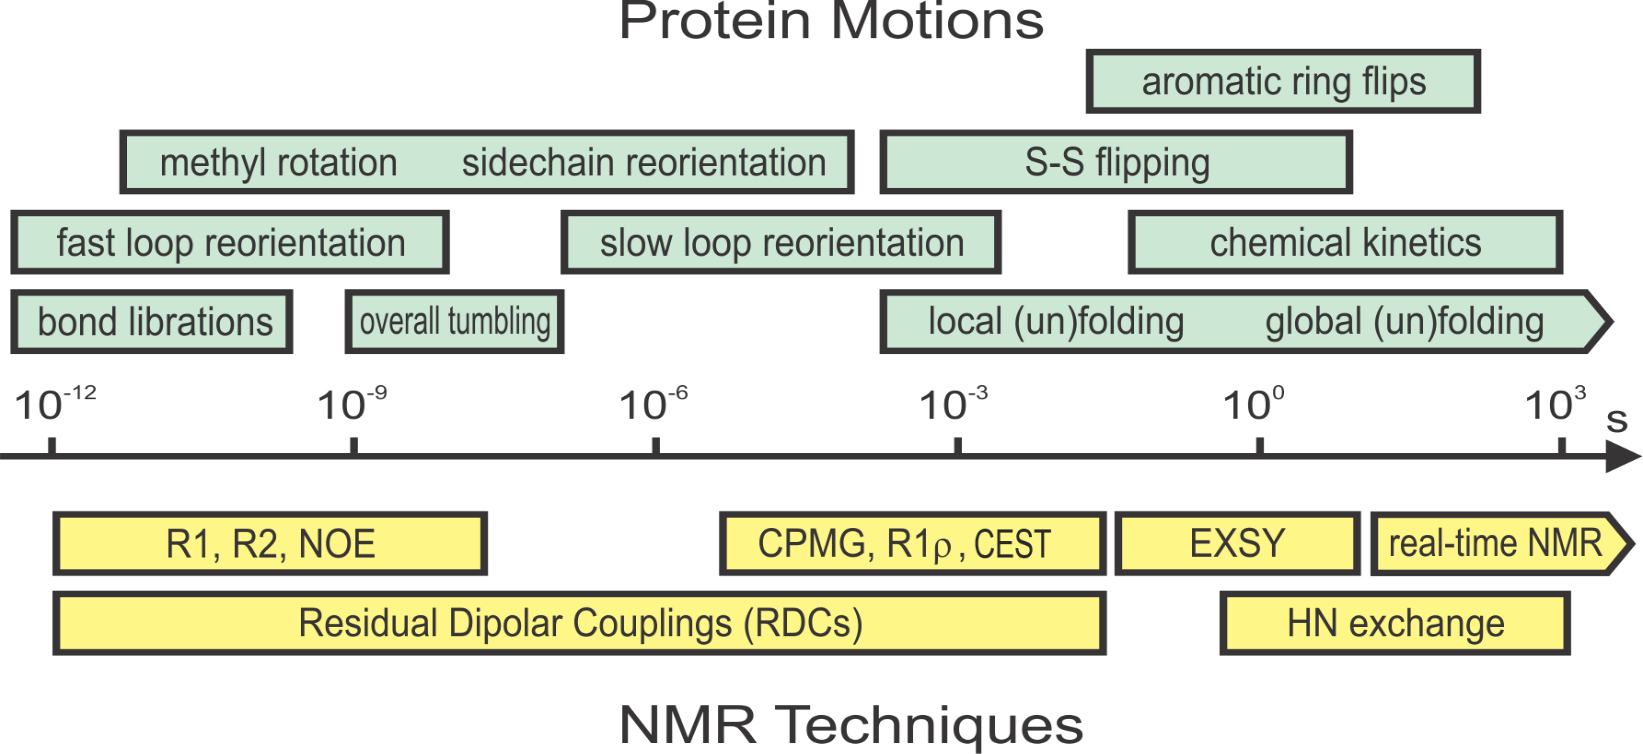 Protein Motions
aromatic ring flips
methyl rotation sidechain reorientation S-S flipping
fast loop reorientation slow loop reorientation chemical kinetics
bond librations overall tumbling local (un)folding global (un)folding
10⁻¹² 10⁻⁹ 10⁻⁶ 10⁻³ 10⁰ 10³ s
R1, R2, NOE CPMG, R1ρ, CEST EXSY real-time NMR
Residual Dipolar Couplings (RDCs) HN exchange
NMR Techniques